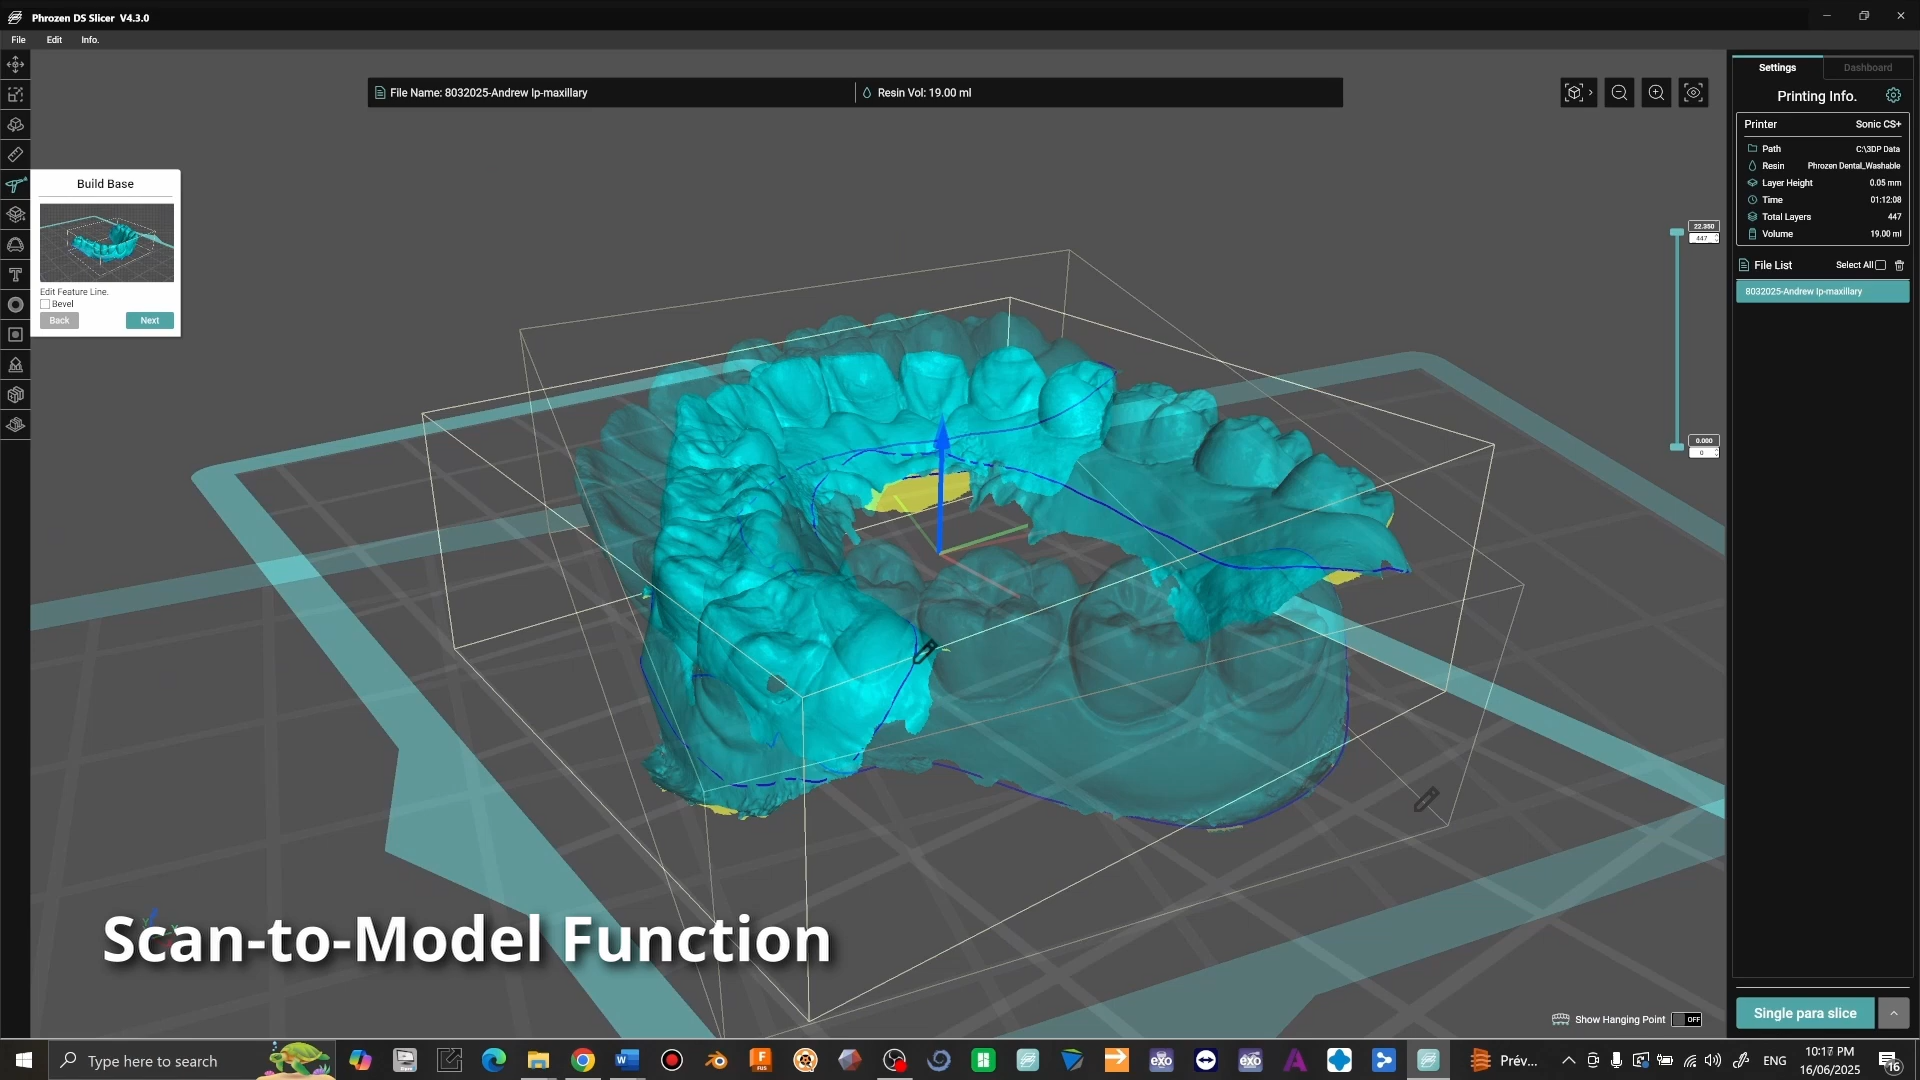 Phrozen DS Slicer V4.3.0
File Edit Info.
File Name: 8032025-Andrew Ip-maxillary
Resin Vol: 19.00 ml
Build Base
Edit Feature Line.
Bevel
Back Next
22.350
447
0.000
0
Settings Dashboard
Printing Info.
Printer Sonic CS+
Path C:\3DP Data
Resin Phrozen Dental_Washable
Layer Height 0.05 mm
Time 01:12:08
Total Layers 447
Volume 19.00 ml
File List Select All
8032025-Andrew Ip-maxillary
Scan-to-Model Function
Show Hanging Point OFF
Single para slice
Type here to search
Prév...
ENG
10:17 PM
16/06/2025
16